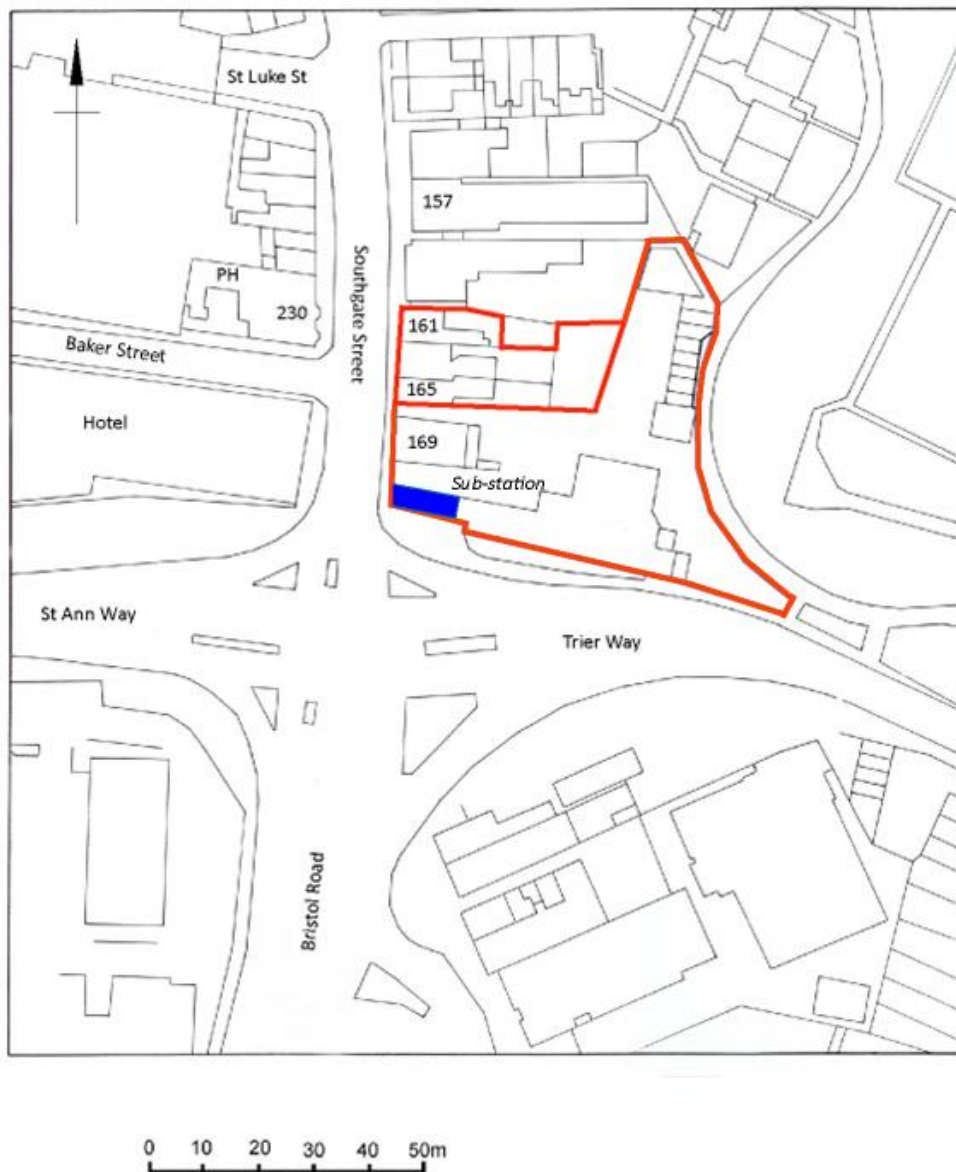 St Luke St
157
Southgate Street
PH
230
161
Baker Street
165
Hotel
169
Sub-station
St Ann Way
Trier Way
Bristol Road
0 10 20 30 40 50m